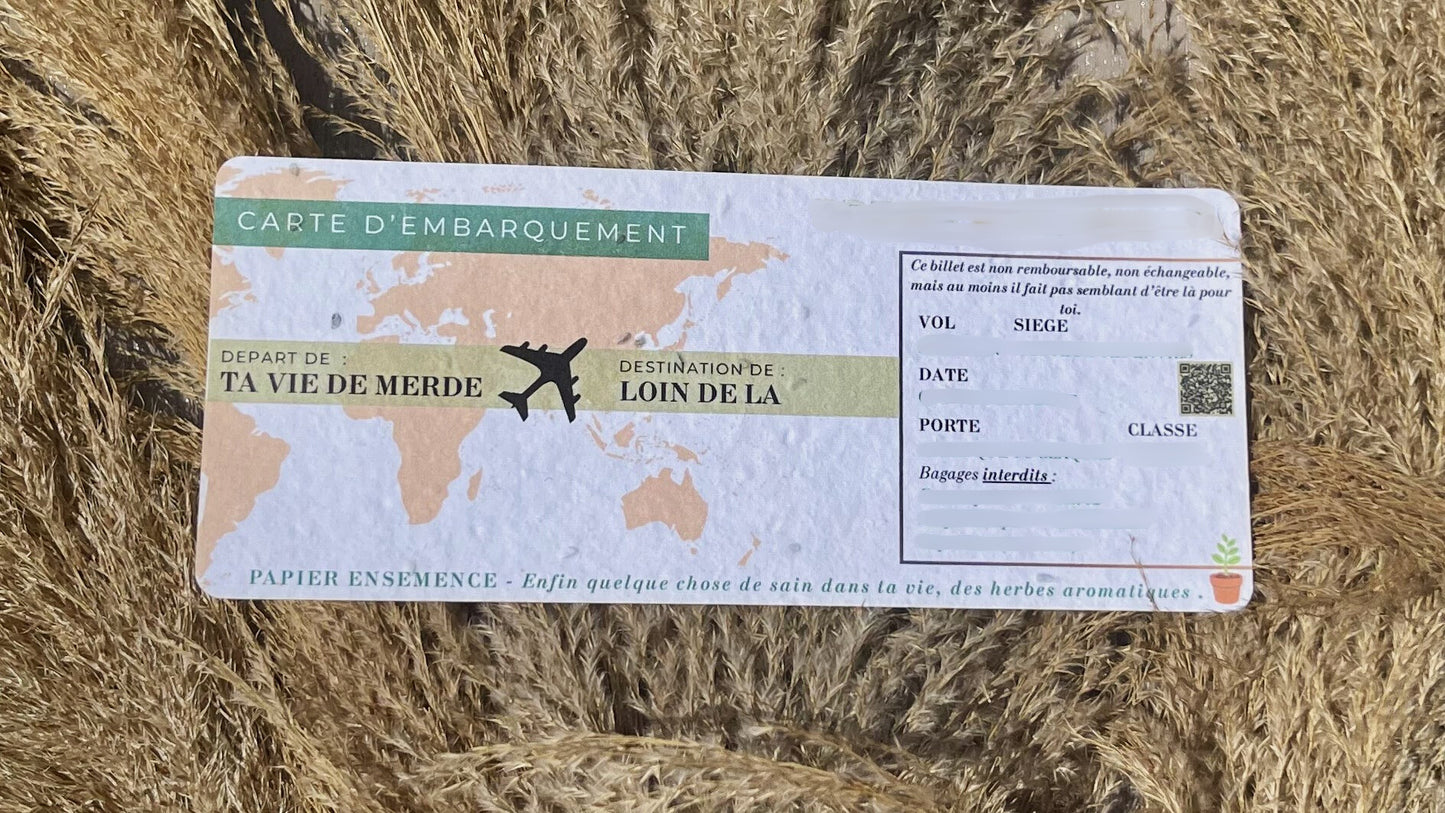 CARTE D'EMBARQUEMENT
DEPART DE :
TA VIE DE MERDE
DESTINATION DE :
LOIN DE LA
Ce billet est non remboursable, non échangeable,
mais au moins il fait pas semblant d'être là pour
toi.
VOL SIEGE
DATE
PORTE CLASSE
Bagages interdits :
PAPIER ENSEMENCE - Enfin quelque chose de sain dans ta vie, des herbes aromatiques .